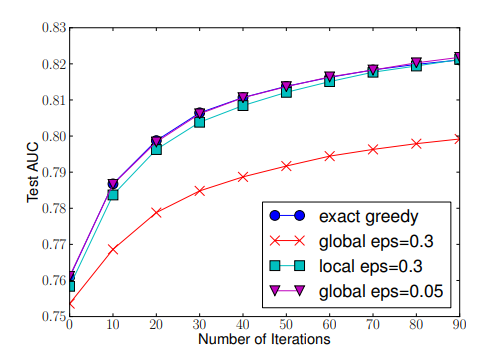 0.83
0.82
0.81
0.80
0.79
0.78
0.77
0.76
0.75
Test AUC
0 10 20 30 40 50 60 70 80 90
Number of Iterations
exact greedy
global eps=0.3
local eps=0.3
global eps=0.05